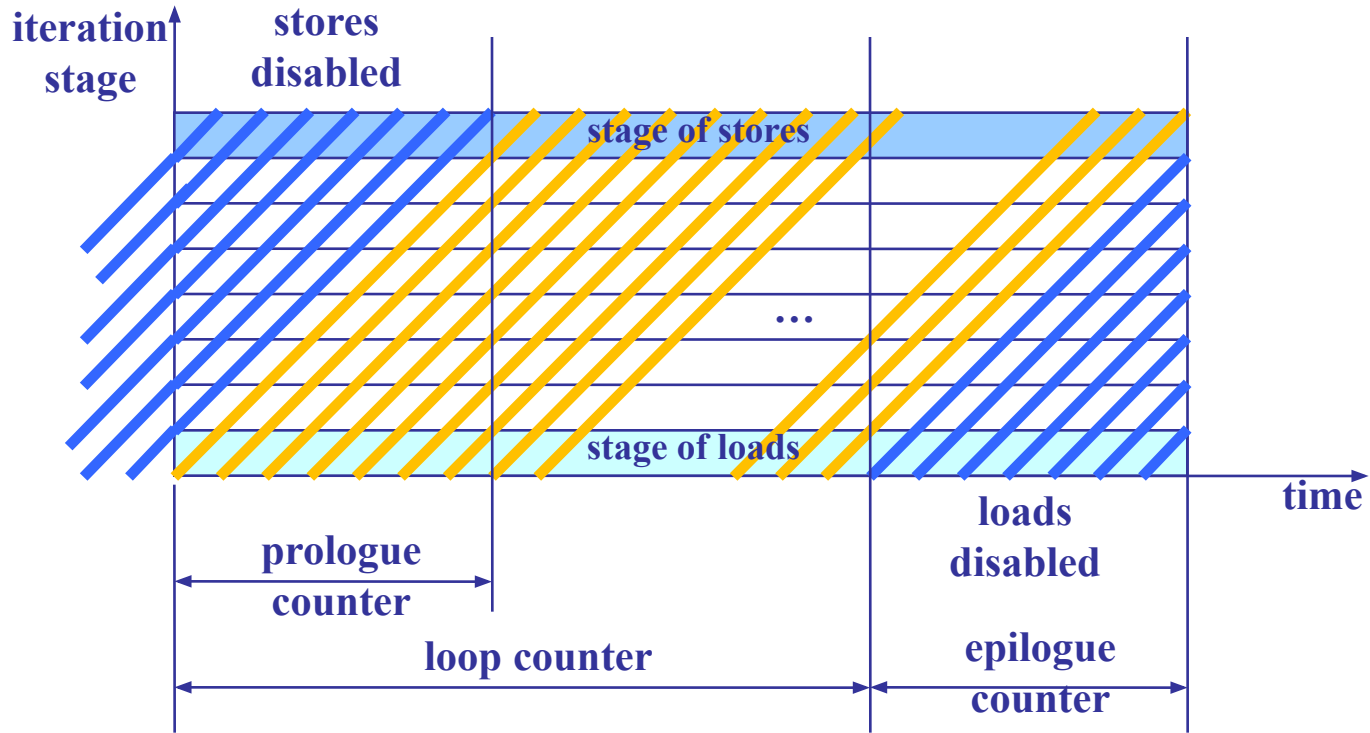 iteration
stage
stores
disabled
stage of stores
…
stage of loads
time
loads
disabled
prologue
counter
loop counter
epilogue
counter